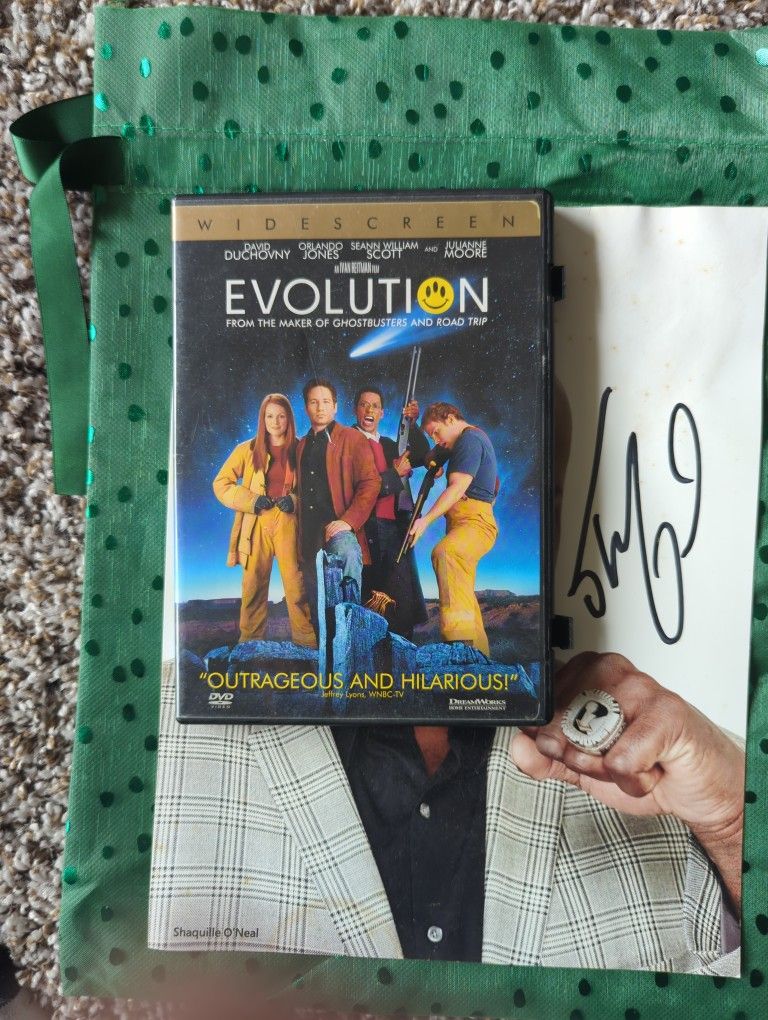 WIDESCREEN
DAVID DUCHOVNY ORLANDO JONES SEANN WILLIAM SCOTT AND JULIANNE MOORE
AN IVAN REITMAN FILM
EVOLUTION
FROM THE MAKER OF GHOSTBUSTERS AND ROAD TRIP
"OUTRAGEOUS AND HILARIOUS!"
Jeffrey Lyons, WNBC-TV
DVD
VIDEO
DREAMWORKS
HOME ENTERTAINMENT
Shaquille O'Neal